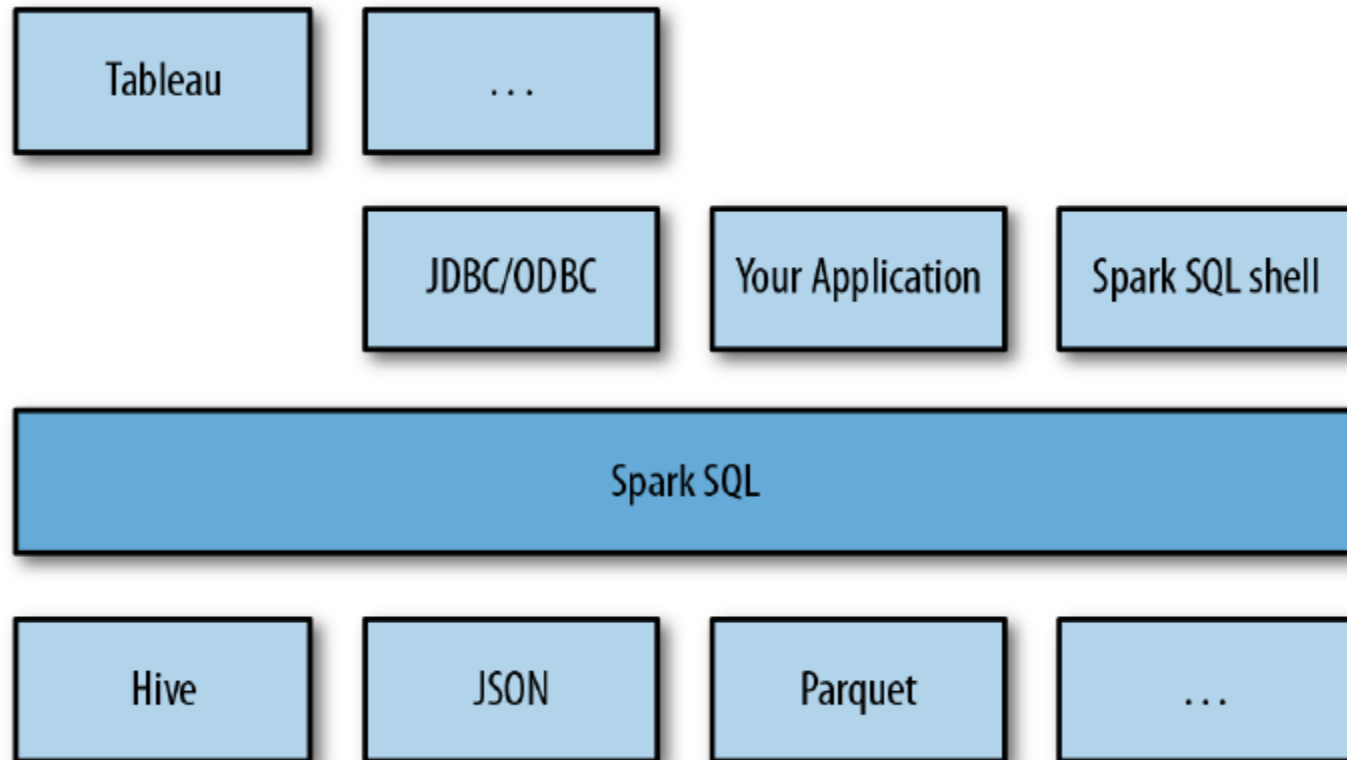 Tableau
. . .
JDBC/ODBC
Your Application
Spark SQL shell
Spark SQL
Hive
JSON
Parquet
. . .